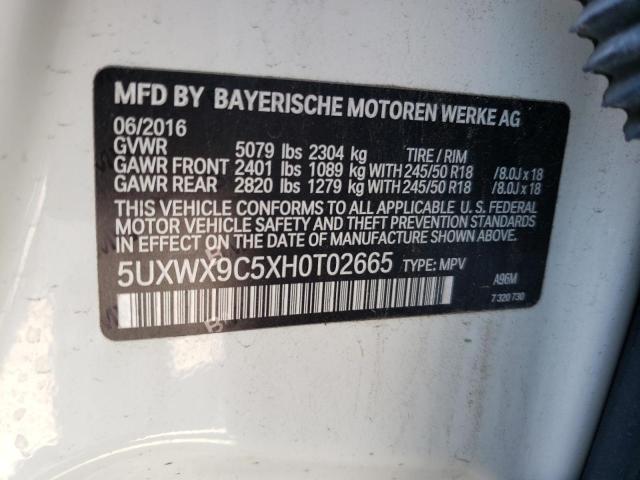 MFD BY BAYERISCHE MOTOREN WERKE AG
06/2016
GVWR 5079 lbs 2304 kg TIRE / RIM
GAWR FRONT 2401 lbs 1089 kg WITH 245/50 R18 /8.0J x 18
GAWR REAR 2820 lbs 1279 kg WITH 245/50 R18 /8.0J x 18
THIS VEHICLE CONFORMS TO ALL APPLICABLE U.S. FEDERAL
MOTOR VEHICLE SAFETY, BUMPER, AND THEFT PREVENTION
STANDARDS IN EFFECT ON THE DATE OF MANUFACTURE SHOWN ABOVE.
5UXWX9C5XH0T02665 TYPE: MPV A96M
7 320 730